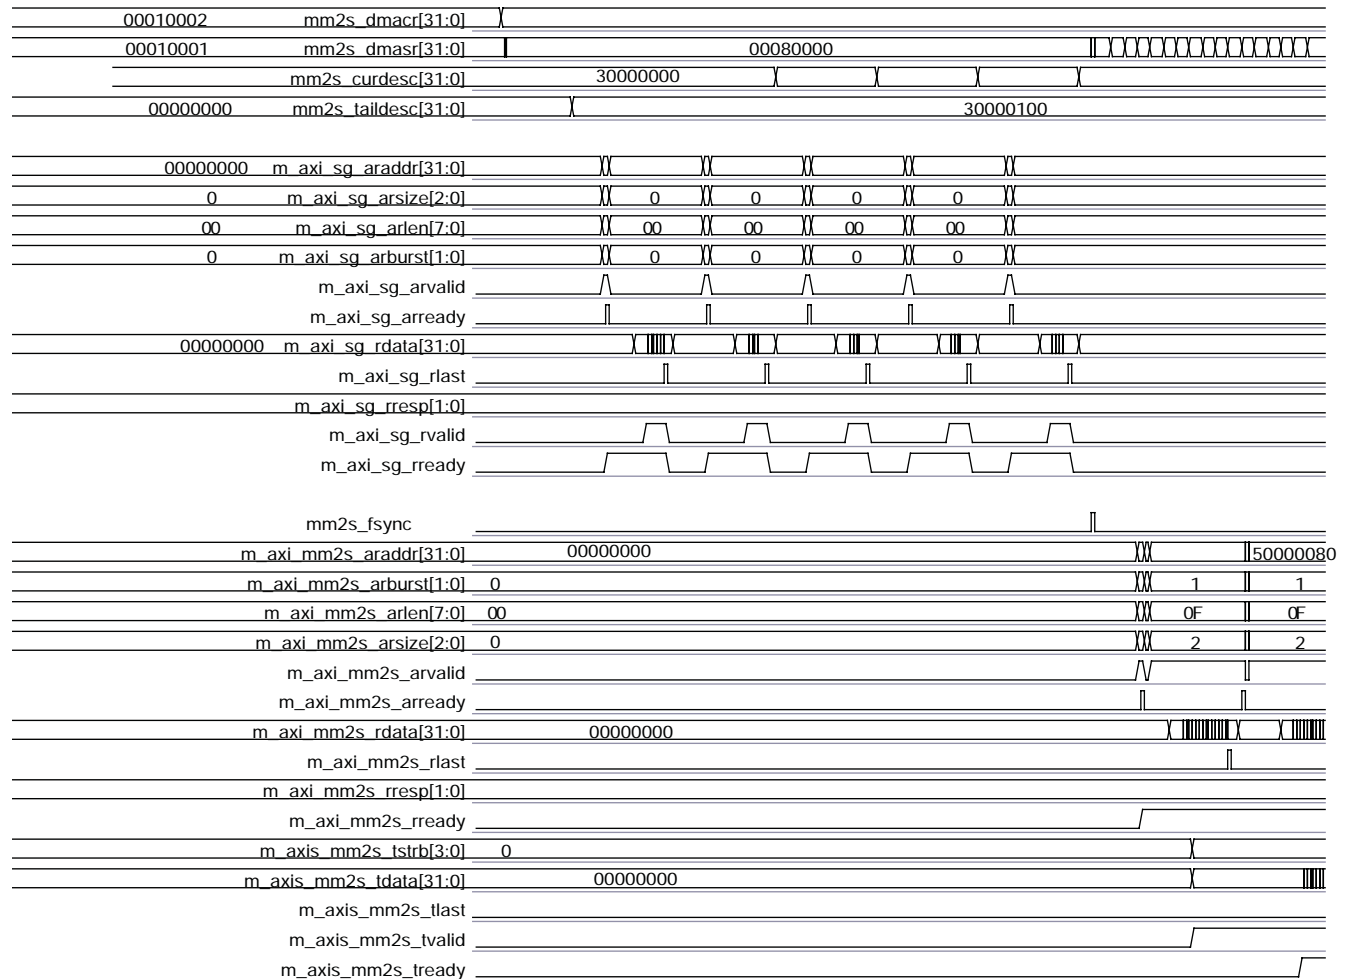 00010002 mm2s_dmacr[31:0]
00010001 mm2s_dmasr[31:0] 00080000
mm2s_curdesc[31:0] 30000000
00000000 mm2s_taildesc[31:0] 30000100
00000000 m_axi_sg_araddr[31:0]
0 m_axi_sg_arsize[2:0] 0 0 0 0
00 m_axi_sg_arlen[7:0] 00 00 00 00
0 m_axi_sg_arburst[1:0] 0 0 0 0
m_axi_sg_arvalid
m_axi_sg_arready
00000000 m_axi_sg_rdata[31:0]
m_axi_sg_rlast
m_axi_sg_rresp[1:0]
m_axi_sg_rvalid
m_axi_sg_rready
mm2s_fsync
m_axi_mm2s_araddr[31:0] 00000000 50000080
m_axi_mm2s_arburst[1:0] 0 1 1
m_axi_mm2s_arlen[7:0] 00 0F 0F
m_axi_mm2s_arsize[2:0] 0 2 2
m_axi_mm2s_arvalid
m_axi_mm2s_arready
m_axi_mm2s_rdata[31:0] 00000000
m_axi_mm2s_rlast
m_axi_mm2s_rresp[1:0]
m_axi_mm2s_rready
m_axis_mm2s_tstrb[3:0] 0
m_axis_mm2s_tdata[31:0] 00000000
m_axis_mm2s_tlast
m_axis_mm2s_tvalid
m_axis_mm2s_tready